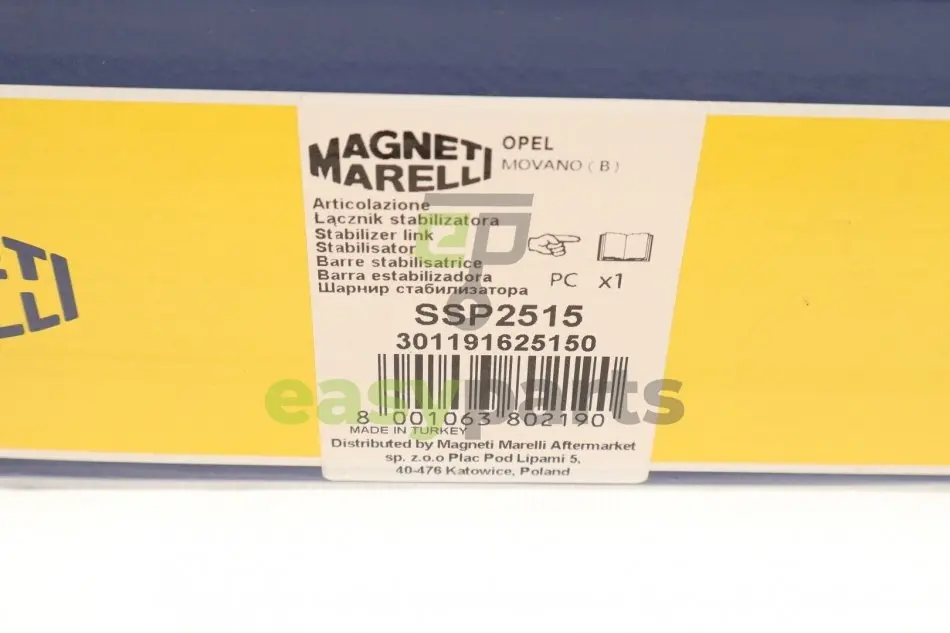 MAGNETI
MARELLI
OPEL
MOVANO (B)
Articolazione
Łącznik stabilizatora
Stabilizer link
Stabilisator
Barre stabilisatrice
Barra estabilizadora
Шарнир стабилизатора
PC x1
SSP2515
301191625150
8 001063 802190
MADE IN TURKEY
Distributed by Magneti Marelli Aftermarket
sp. z.o.o Plac Pod Lipami 5,
40-476 Katowice, Poland
easyparts
ep